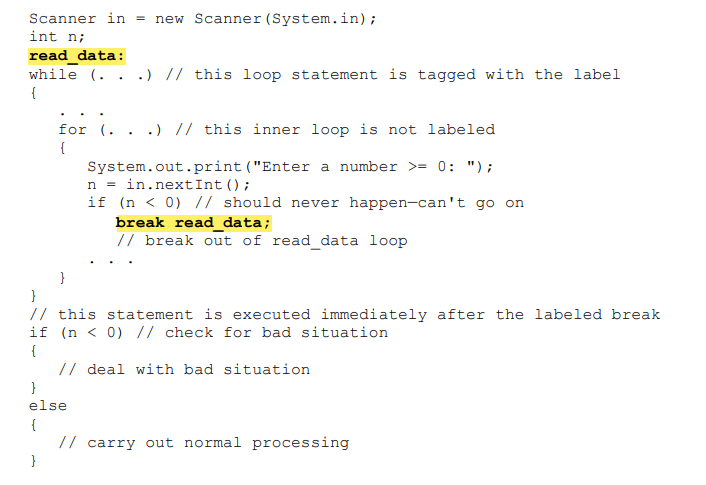 Scanner in = new Scanner(System.in);
int n;
read_data:
while (. . .) // this loop statement is tagged with the label
{
   . . .
   for (. . .) // this inner loop is not labeled
   {
      System.out.print("Enter a number >= 0: ");
      n = in.nextInt();
      if (n < 0) // should never happen—can't go on
         break read_data;
         // break out of read_data loop
      . . .
   }
}
// this statement is executed immediately after the labeled break
if (n < 0) // check for bad situation
{
   // deal with bad situation
}
else
{
   // carry out normal processing
}